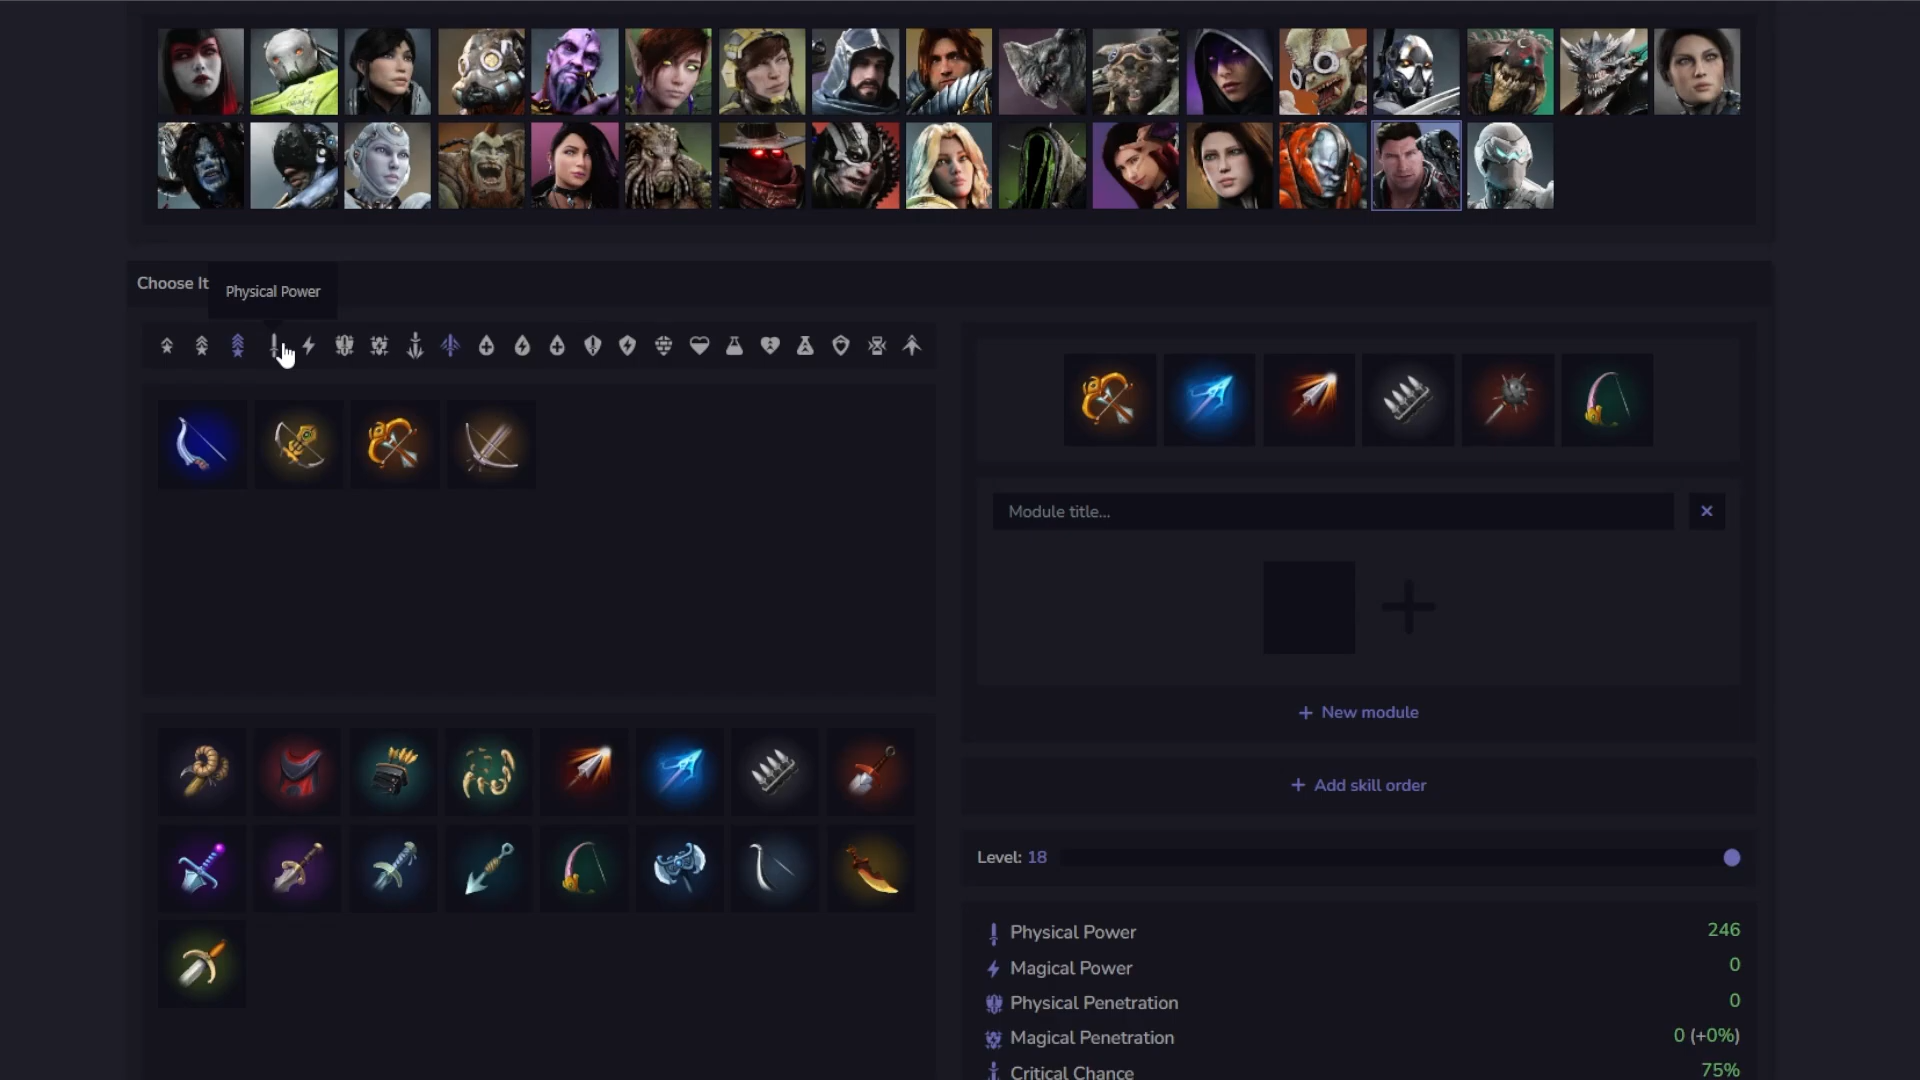 Choose It
Physical Power
Module title...
+ New module
+ Add skill order
Level: 18
Physical Power 246
Magical Power 0
Physical Penetration 0
Magical Penetration 0 (+0%)
Critical Chance 75%